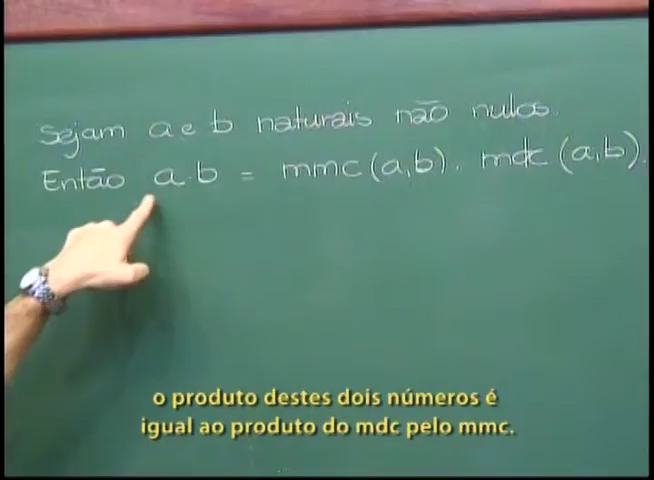 Sejam a e b naturais não nulos.
Então a.b = mmc (a,b). mdc (a,b).
o produto destes dois números é
igual ao produto do mdc pelo mmc.